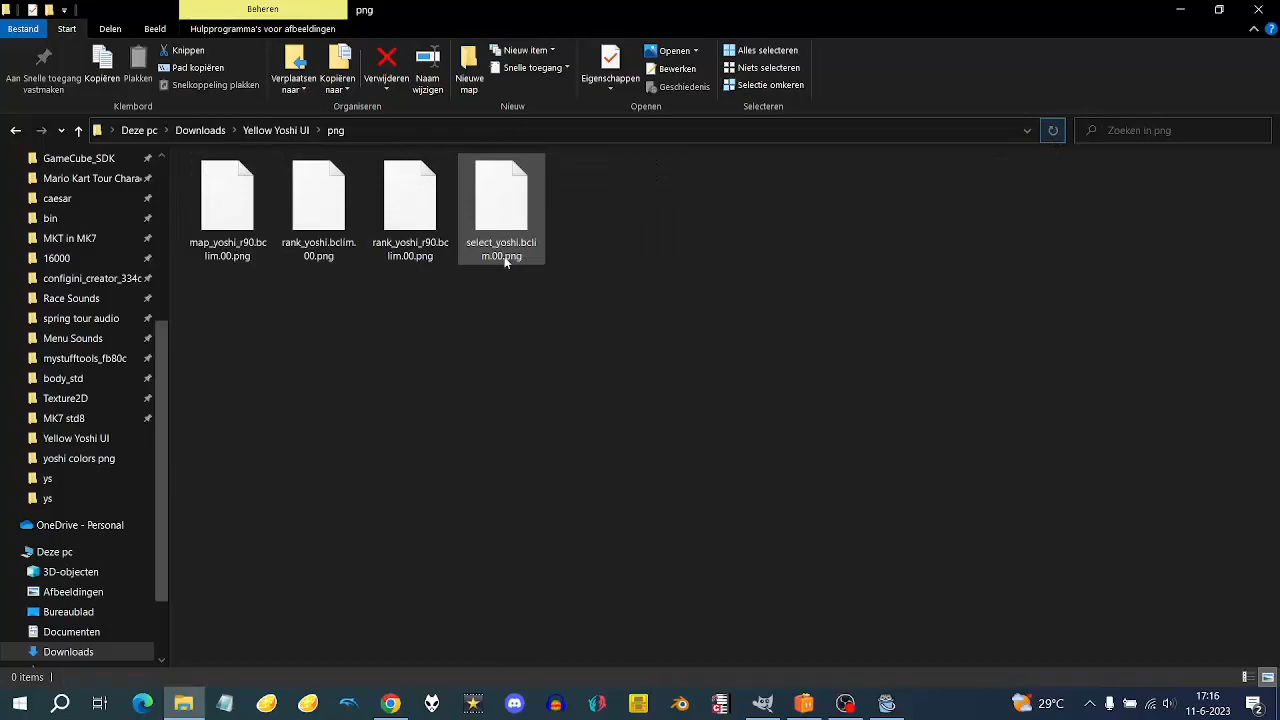 Beheren
png
Bestand
Start
Delen
Beeld
Hulpprogramma's voor afbeeldingen
Aan Snelle toegang
vastmaken
Kopiëren
Plakken
Knippen
Pad kopiëren
Snelkoppeling plakken
Klembord
Verplaatsen
naar
Kopiëren
naar
Verwijderen
Naam
wijzigen
Organiseren
Nieuwe
map
Nieuw item
Snelle toegang
Nieuw
Eigenschappen
Openen
Bewerken
Geschiedenis
Openen
Alles selecteren
Niets selecteren
Selectie omkeren
Selecteren
Deze pc
Downloads
Yellow Yoshi UI
png
Zoeken in png
GameCube_SDK
Mario Kart Tour Chara
caesar
bin
MKT in MK7
16000
configini_creator_334c
Race Sounds
spring tour audio
Menu Sounds
mystufftools_fb80c
body_std
Texture2D
MK7 std8
Yellow Yoshi UI
yoshi colors png
ys
ys
OneDrive - Personal
Deze pc
3D-objecten
Afbeeldingen
Bureaublad
Documenten
Downloads
map_yoshi_r90.bc
lim.00.png
rank_yoshi.bclim.
00.png
rank_yoshi_r90.bc
lim.00.png
select_yoshi.bcli
m.00.png
0 items
29°C
17:16
11-6-2023
2